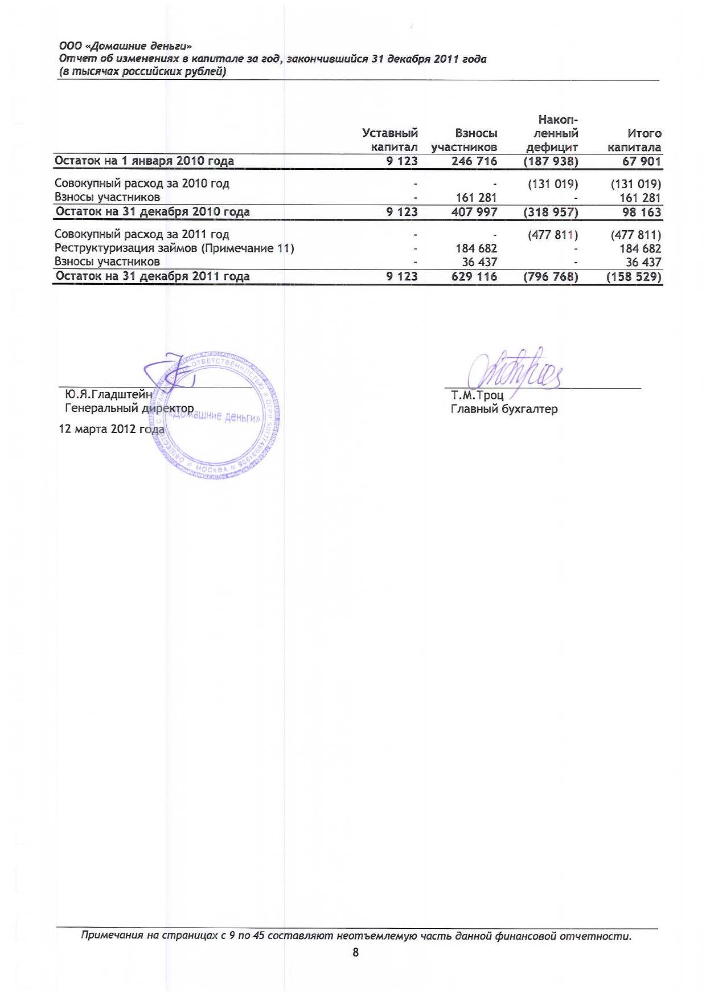 ООО «Домашние деньги»
Отчет об изменениях в капитале за год, закончившийся 31 декабря 2011 года
(в тысячах российских рублей)
Уставный капитал Взносы участников Накоп-ленный дефицит Итого капитала
Остаток на 1 января 2010 года 9 123 246 716 (187 938) 67 901
Совокупный расход за 2010 год - - (131 019) (131 019)
Взносы участников - 161 281 - 161 281
Остаток на 31 декабря 2010 года 9 123 407 997 (318 957) 98 163
Совокупный расход за 2011 год - - (477 811) (477 811)
Реструктуризация займов (Примечание 11) - 184 682 - 184 682
Взносы участников - 36 437 - 36 437
Остаток на 31 декабря 2011 года 9 123 629 116 (796 768) (158 529)
Ю.Я.Гладштейн
Генеральный директор
12 марта 2012 года
«Домашние деньги»
ОТВЕТСТВЕННОСТЬЮ
МОСКВА
Т.М.Троц
Главный бухгалтер
Примечания на страницах с 9 по 45 составляют неотъемлемую часть данной финансовой отчетности.
8